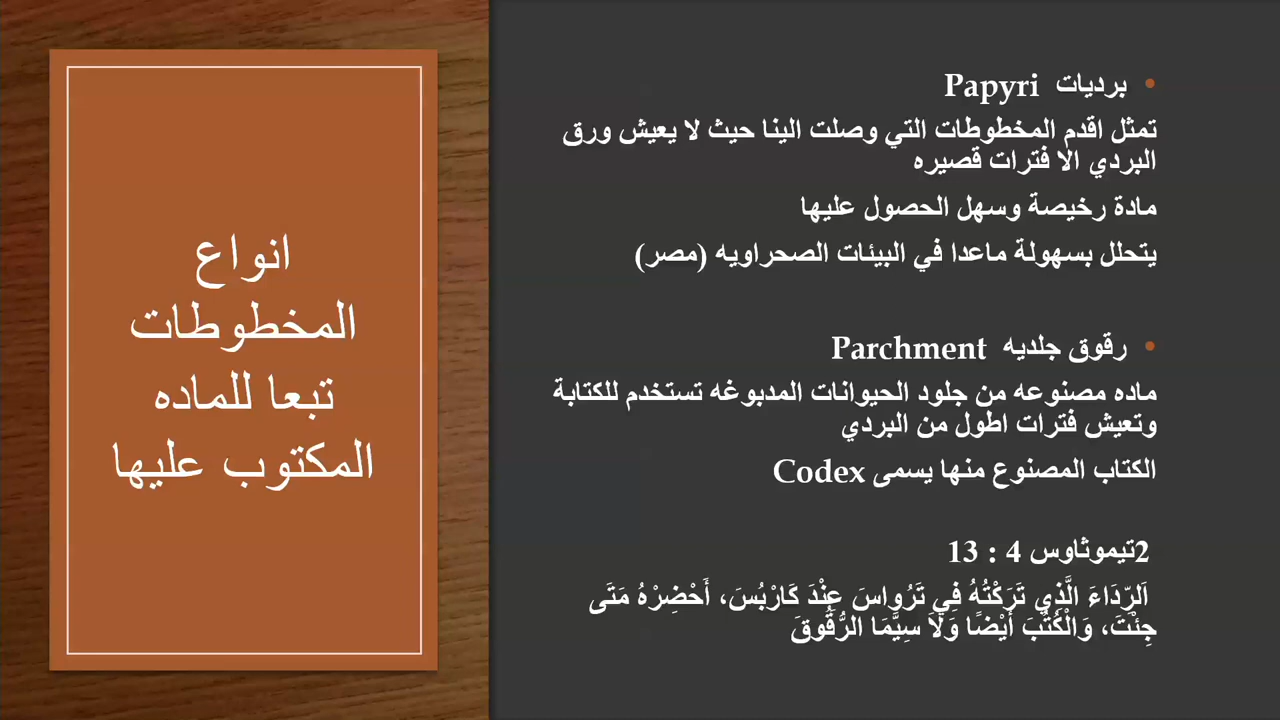 انواع
المخطوطات
تبعا للماده
المكتوب عليها
• برديات Papyri
تمثل اقدم المخطوطات التي وصلت الينا حيث لا يعيش ورق
البردي الا فترات قصيره
مادة رخيصة وسهل الحصول عليها
يتحلل بسهولة ماعدا في البيئات الصحراويه (مصر)
• رقوق جلديه Parchment
ماده مصنوعه من جلود الحيوانات المدبوغه تستخدم للكتابة
وتعيش فترات اطول من البردي
الكتاب المصنوع منها يسمى Codex
2تيموثاوس 4 : 13
اَلرِّدَاءَ الَّذِي تَرَكْتُهُ فِي تَرُواسَ عِنْدَ كَارْبُسَ، أَحْضِرْهُ مَتَى
جِئْتَ، وَالْكُتُبَ أَيْضًا وَلاَ سِيَّمَا الرُّقُوقَ